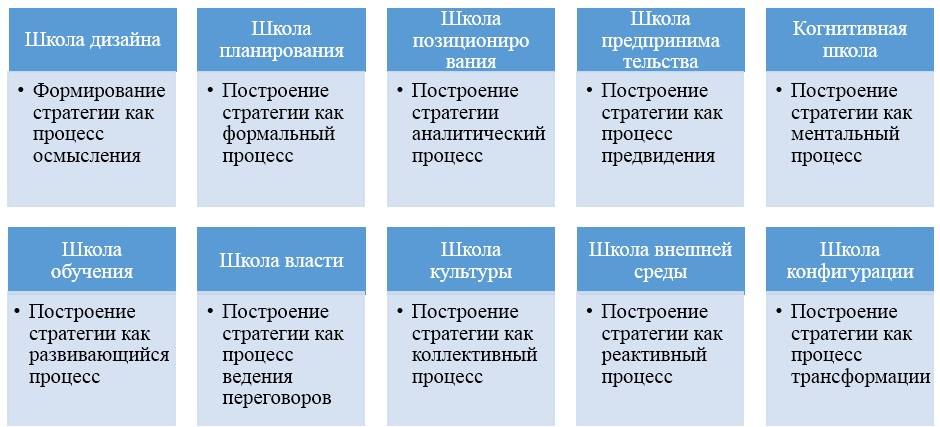 Школа дизайна
• Формирование
стратегии как
процесс
осмысления
Школа
планирования
• Построение
стратегии как
формальный
процесс
Школа
позициониро
вания
• Построение
стратегии
аналитический
процесс
Школа
предпринима
тельства
• Построение
стратегии как
процесс
предвидения
Когнитивная
школа
• Построение
стратегии как
ментальный
процесс
Школа
обучения
• Построение
стратегии как
развивающийся
процесс
Школа власти
• Построение
стратегии как
процесс
ведения
переговоров
Школа
культуры
• Построение
стратегии как
коллективный
процесс
Школа внешней
среды
• Построение
стратегии как
реактивный
процесс
Школа
конфигурации
• Построение
стратегии как
процесс
трансформации